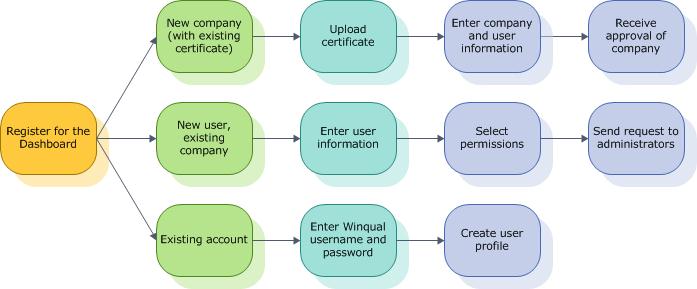 New company
(with existing
certificate)
Upload
certificate
Enter company
and user
information
Receive
approval of
company
Register for the
Dashboard
New user,
existing
company
Enter user
information
Select
permissions
Send request to
administrators
Existing account
Enter Winqual
username and
password
Create user
profile